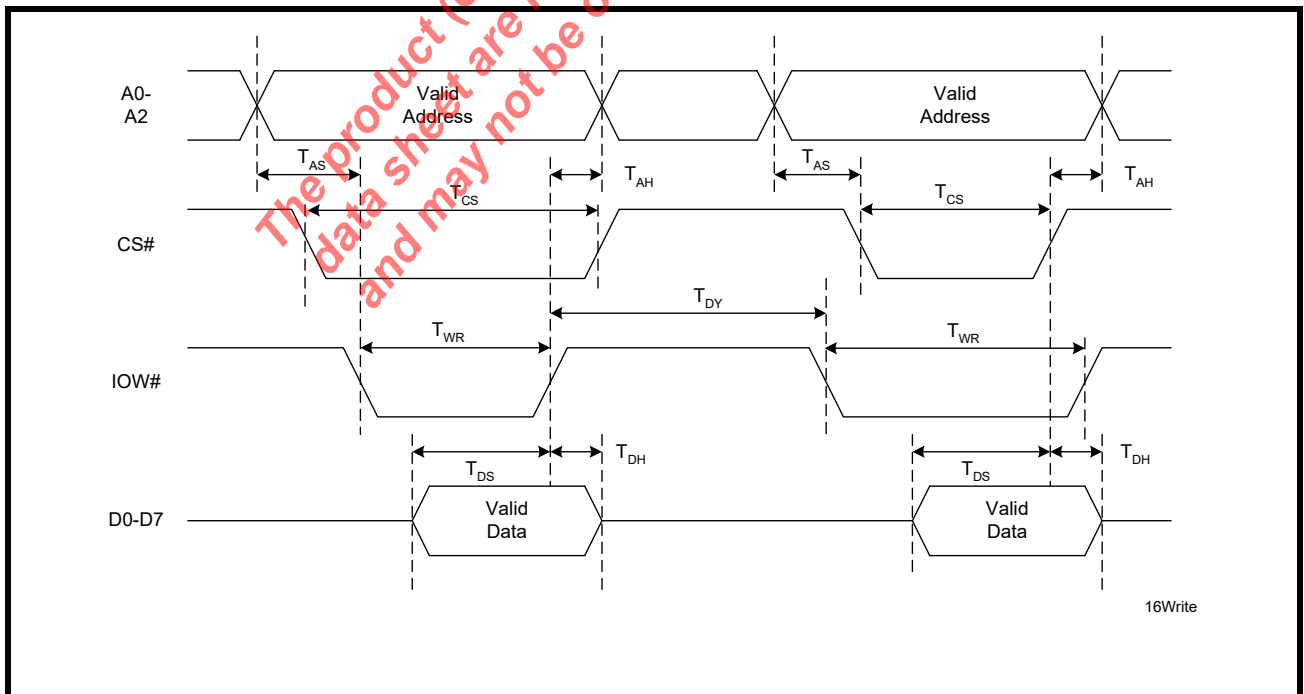 The product (
data sheet are
and may not be o
A0-
A2
Valid
Address
Valid
Address
TAS
TAH
TAS
TAH
TCS
TCS
CS#
TDY
TWR
TWR
IOW#
TDS
TDH
TDS
TDH
D0-D7
Valid
Data
Valid
Data
16Write